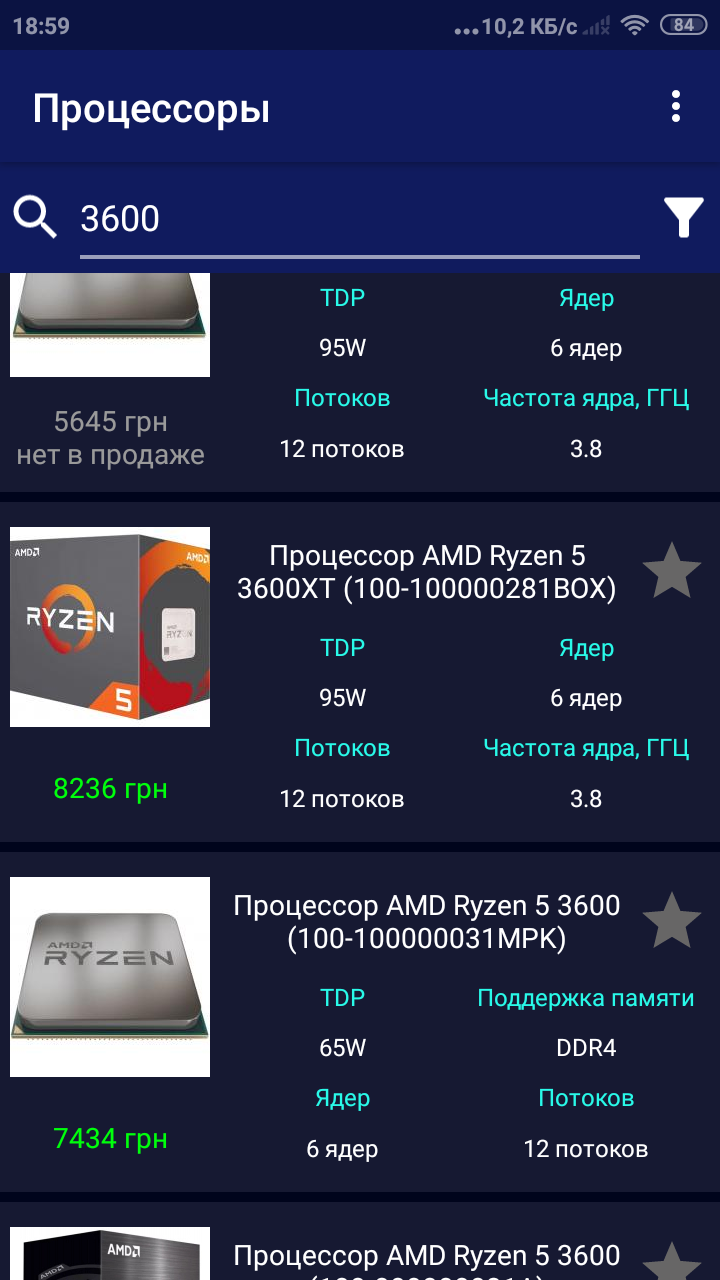 18:59
...10,2 КБ/с
84
Процессоры
3600
TDP
Ядер
95W
6 ядер
Потоков
Частота ядра, ГГЦ
12 потоков
3.8
5645 грн
нет в продаже
AMD
AMD
RYZEN
RYZEN
5
Процессор AMD Ryzen 5
3600XT (100-100000281BOX)
TDP
Ядер
95W
6 ядер
Потоков
Частота ядра, ГГЦ
12 потоков
3.8
8236 грн
AMD
RYZEN
Процессор AMD Ryzen 5 3600
(100-100000031MPK)
TDP
Поддержка памяти
65W
DDR4
Ядер
Потоков
6 ядер
12 потоков
7434 грн
AMD
AMD
Процессор AMD Ryzen 5 3600